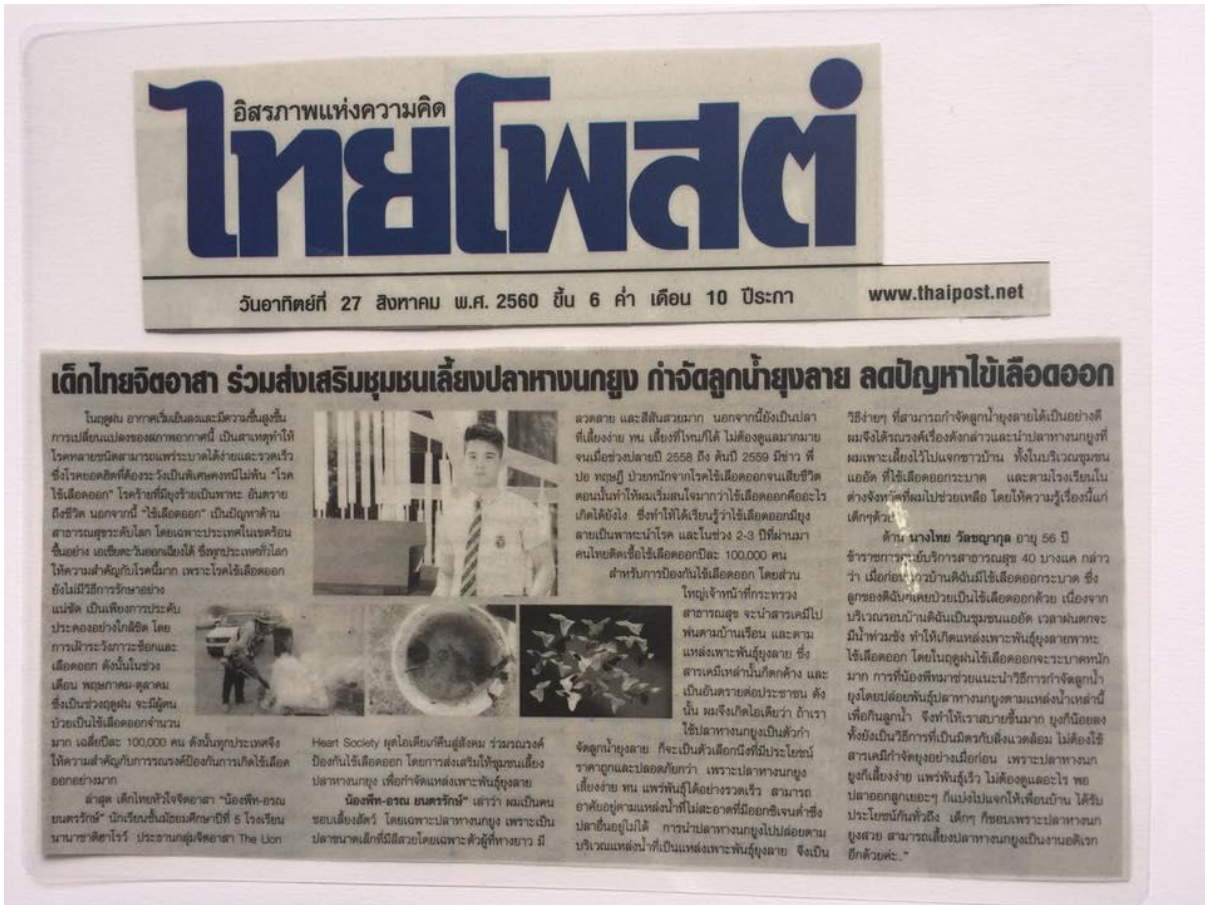 อิสรภาพแห่งความคิด
ไทยโพสต์
วันอาทิตย์ที่ 27 สิงหาคม พ.ศ. 2560 ขึ้น 6 ค่ำ เดือน 10 ปีระกา
www.thaipost.net
เด็กไทยจิตอาสา ร่วมส่งเสริมชุมชนเลี้ยงปลาหางนกยูง กำจัดลูกน้ำยุงลาย ลดปัญหาไข้เลือดออก
ในฤดูฝน อากาศเริ่มเย็นลงและมีความชื้นสูงขึ้น
การเปลี่ยนแปลงของสภาพอากาศนี้ เป็นสาเหตุทำให้
โรคหลายชนิดสามารถแพร่ระบาดได้ง่ายและรวดเร็ว
ซึ่งโรคยอดฮิตที่ต้องระวังเป็นพิเศษคงหนีไม่พ้น "โรค
ไข้เลือดออก" โรคร้ายที่มียุงร้ายเป็นพาหะ อันตราย
ถึงชีวิต นอกจากนี้ "ไข้เลือดออก" เป็นปัญหาด้าน
สาธารณสุขระดับโลก โดยเฉพาะประเทศในเขตร้อน
ชื้นอย่าง เอเชียตะวันออกเฉียงใต้ ซึ่งทุกประเทศทั่วโลก
ให้ความสำคัญกับโรคนี้มาก เพราะโรคไข้เลือดออก
ยังไม่มีวิธีการรักษาอย่าง
แน่ชัด เป็นเพียงการประคับ
ประคองอย่างใกล้ชิด โดย
การเฝ้าระวังภาวะช็อกและ
เลือดออก ดังนั้นในช่วง
เดือน พฤษภาคม-ตุลาคม
ซึ่งเป็นช่วงฤดูฝน จะมีผู้คน
ป่วยเป็นไข้เลือดออกจำนวน
มาก เฉลี่ยปีละ 100,000 คน ดังนั้นทุกประเทศจึง
ให้ความสำคัญกับการรณรงค์ป้องกันการเกิดไข้เลือด
ออกอย่างมาก
ล่าสุด เด็กไทยหัวใจจิตอาสา "น้องพีท-อรณ
ยนตรรักษ์" นักเรียนชั้นมัธยมศึกษาปีที่ 5 โรงเรียน
นานาชาติฮาโรว์ ประธานกลุ่มจิตอาสา The Lion
Heart Society ผุดไอเดียเก๋คืนสู่สังคม ร่วมรณรงค์
ป้องกันไข้เลือดออก โดยการส่งเสริมให้ชุมชนเลี้ยง
ปลาหางนกยูง เพื่อกำจัดแหล่งเพาะพันธุ์ยุงลาย
น้องพีท-อรณ ยนตรรักษ์" เล่าว่า ผมเป็นคน
ชอบเลี้ยงสัตว์ โดยเฉพาะปลาหางนกยูง เพราะเป็น
ปลาขนาดเล็กที่มีสีสวยโดยเฉพาะตัวผู้ที่หางยาว มี
ลวดลาย และสีสันสวยมาก นอกจากนี้ยังเป็นปลา
ที่เลี้ยงง่าย ทน เลี้ยงที่ไหนก็ได้ ไม่ต้องดูแลมากมาย
จนเมื่อช่วงปลายปี 2558 ถึง ต้นปี 2559 มีข่าว พี่
ปอ ทฤษฎี ป่วยหนักจากโรคไข้เลือดออกจนเสียชีวิต
ตอนนั้นทำให้ผมเริ่มสนใจมากว่าไข้เลือดออกคืออะไร
เกิดได้ยังไง ซึ่งทำให้ได้เรียนรู้ว่าไข้เลือดออกมียุง
ลายเป็นพาหะนำโรค และในช่วง 2-3 ปีที่ผ่านมา
คนไทยติดเชื้อไข้เลือดออกปีละ 100,000 คน
สำหรับการป้องกันไข้เลือดออก โดยส่วน
ใหญ่เจ้าหน้าที่กระทรวง
สาธารณสุข จะนำสารเคมีไป
พ่นตามบ้านเรือน และตาม
แหล่งเพาะพันธุ์ยุงลาย ซึ่ง
สารเคมีเหล่านั้นก็ตกค้าง และ
เป็นอันตรายต่อประชาชน ดัง
นั้น ผมจึงเกิดไอเดียว่า ถ้าเรา
ใช้ปลาหางนกยูงเป็นตัวกำ
จัดลูกน้ำยุงลาย ก็จะเป็นตัวเลือกนึงที่มีประโยชน์
ราคาถูกและปลอดภัยกว่า เพราะปลาหางนกยูง
เลี้ยงง่าย ทน แพร่พันธุ์ได้อย่างรวดเร็ว สามารถ
อาศัยอยู่ตามแหล่งน้ำที่ไม่สะอาดที่มีออกซิเจนต่ำซึ่ง
ปลาอื่นอยู่ไม่ได้ การนำปลาหางนกยูงไปปล่อยตาม
บริเวณแหล่งน้ำที่เป็นแหล่งเพาะพันธุ์ยุงลาย จึงเป็น
วิธีง่ายๆ ที่สามารถกำจัดลูกน้ำยุงลายได้เป็นอย่างดี
ผมจึงได้รณรงค์เรื่องดังกล่าวและนำปลาหางนกยูงที่
ผมเพาะเลี้ยงไว้ไปแจกชาวบ้าน ทั้งในบริเวณชุมชน
แออัด ที่ไข้เลือดออกระบาด และตามโรงเรียนใน
ต่างจังหวัดที่ผมไปช่วยเหลือ โดยให้ความรู้เรื่องนี้แก่
เด็กๆด้วย
ด้าน นางไทย วัลชญากุล อายุ 56 ปี
ข้าราชการศูนย์บริการสาธารณสุข 40 บางแค กล่าว
ว่า เมื่อก่อนแถวบ้านดิฉันมีไข้เลือดออกระบาด ซึ่ง
ลูกของดิฉันก็เคยป่วยเป็นไข้เลือดออกด้วย เนื่องจาก
บริเวณรอบบ้านดิฉันเป็นชุมชนแออัด เวลาฝนตกจะ
มีน้ำท่วมขัง ทำให้เกิดแหล่งเพาะพันธุ์ยุงลายพาหะ
ไข้เลือดออก โดยในฤดูฝนไข้เลือดออกจะระบาดหนัก
มาก การที่น้องพีทมาช่วยแนะนำวิธีการกำจัดลูกน้ำ
ยุงโดยปล่อยพันธุ์ปลาหางนกยูงตามแหล่งน้ำเหล่านี้
เพื่อกินลูกน้ำ จึงทำให้เราสบายขึ้นมาก ยุงก็น้อยลง
ทั้งยังเป็นวิธีการที่เป็นมิตรกับสิ่งแวดล้อม ไม่ต้องใช้
สารเคมีกำจัดยุงอย่างเมื่อก่อน เพราะปลาหางนก
ยูงก็เลี้ยงง่าย แพร่พันธุ์เร็ว ไม่ต้องดูแลอะไร พอ
ปลาออกลูกเยอะๆ ก็แบ่งไปแจกให้เพื่อนบ้าน ได้รับ
ประโยชน์กันทั่วถึง เด็กๆ ก็ชอบเพราะปลาหางนก
ยูงสวย สามารถเลี้ยงปลาหางนกยูงเป็นงานอดิเรก
อีกด้วยค่ะ.."